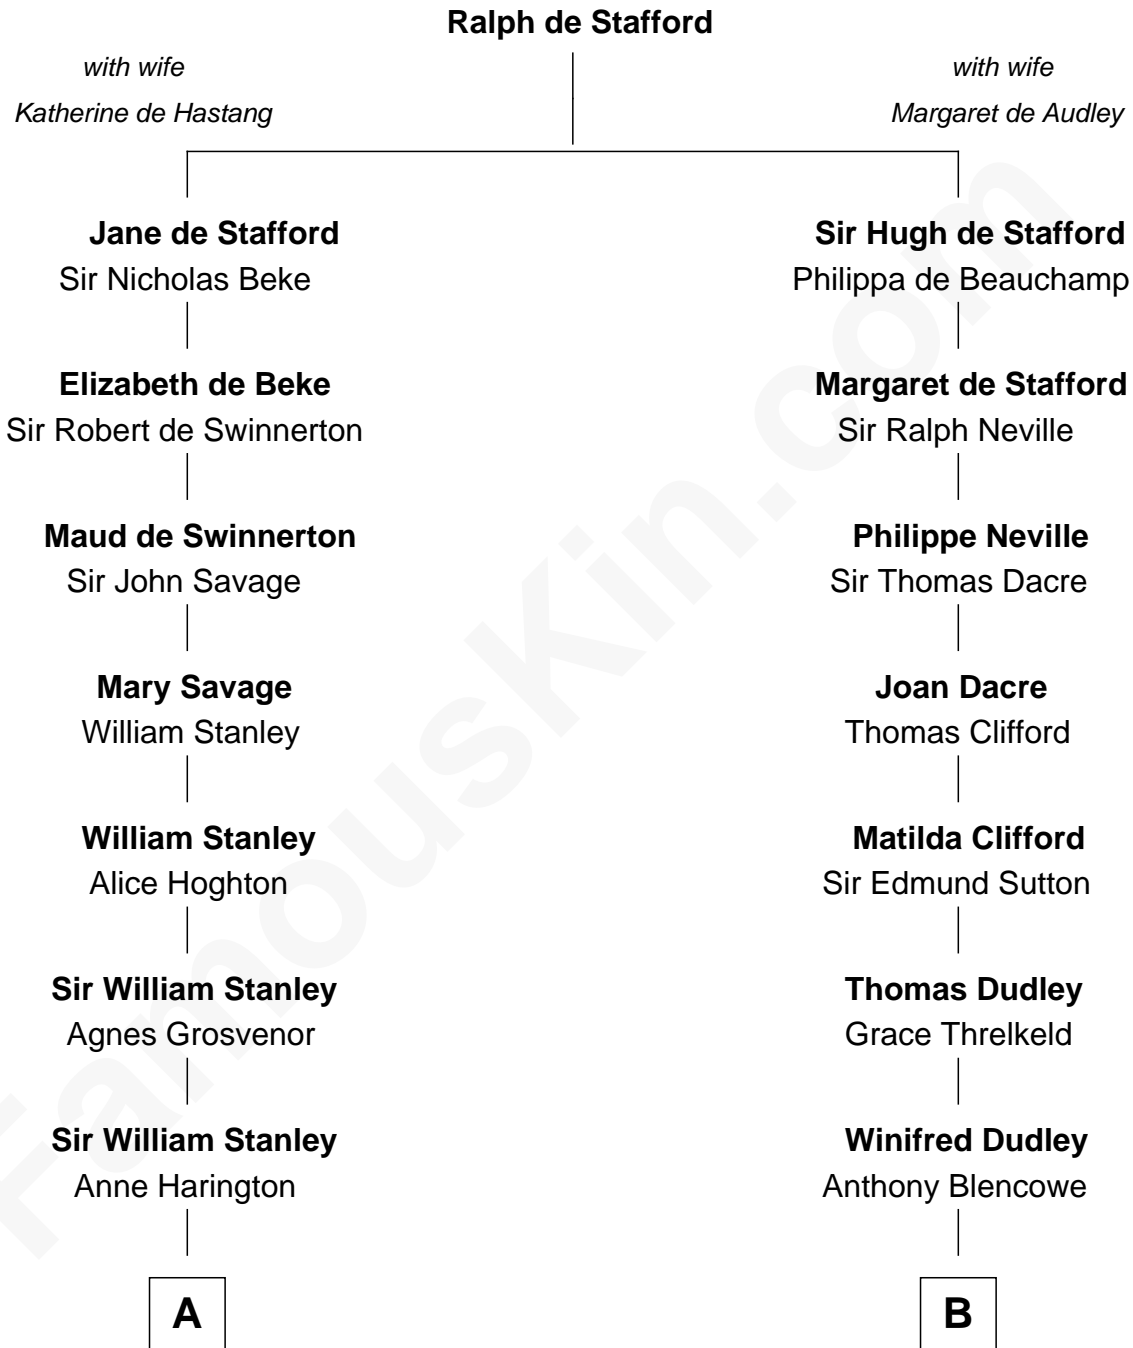 Ralph de Stafford
with wife
Katherine de Hastang
with wife
Margaret de Audley
Jane de Stafford
Sir Nicholas Beke
Sir Hugh de Stafford
Philippa de Beauchamp
Elizabeth de Beke
Sir Robert de Swinnerton
Margaret de Stafford
Sir Ralph Neville
Maud de Swinnerton
Sir John Savage
Philippe Neville
Sir Thomas Dacre
Mary Savage
William Stanley
Joan Dacre
Thomas Clifford
William Stanley
Alice Hoghton
Matilda Clifford
Sir Edmund Sutton
Sir William Stanley
Agnes Grosvenor
Thomas Dudley
Grace Threlkeld
Sir William Stanley
Anne Harington
Winifred Dudley
Anthony Blencowe
A
B
FamousKin.com